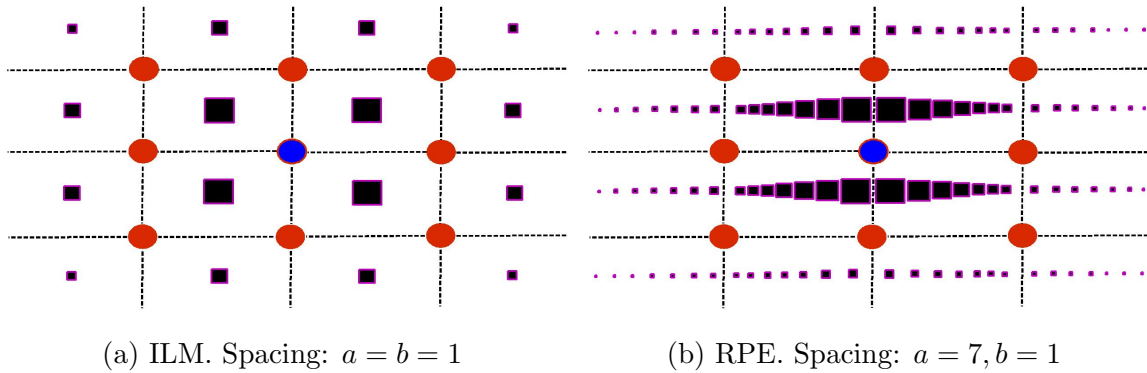 (a) ILM. Spacing: a = b = 1
(b) RPE. Spacing: a = 7, b = 1